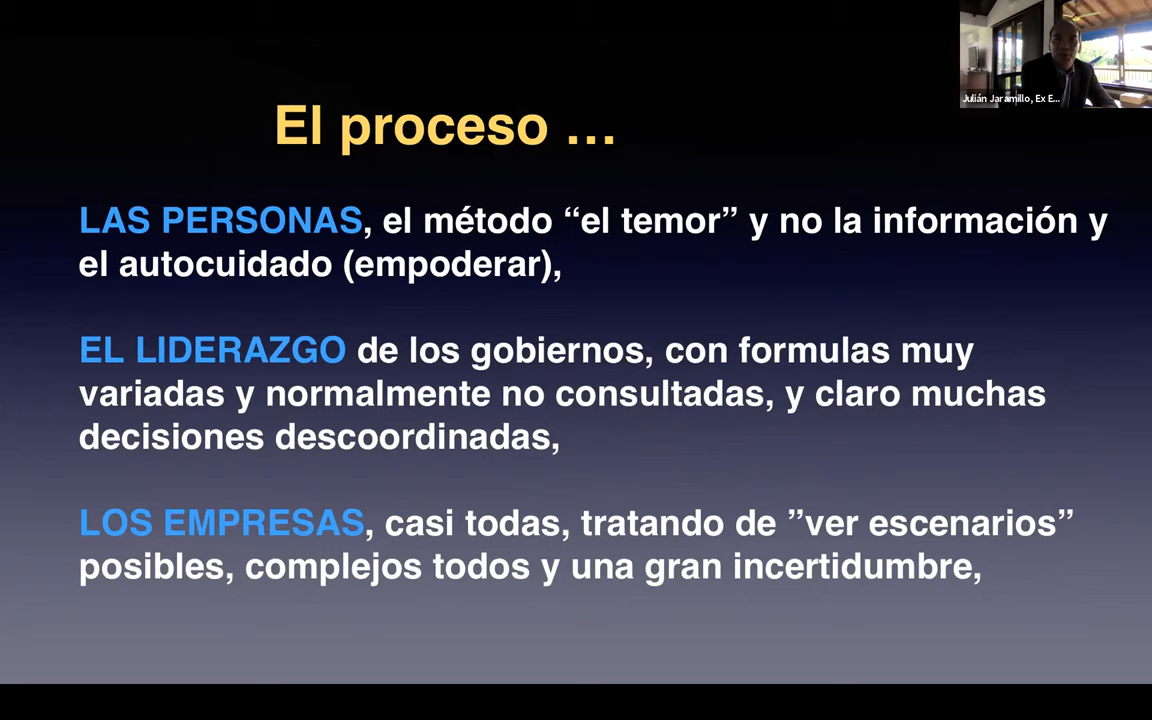 Julián Jaramillo, Ex E...
El proceso ...
LAS PERSONAS, el método “el temor” y no la información y
el autocuidado (empoderar),
EL LIDERAZGO de los gobiernos, con formulas muy
variadas y normalmente no consultadas, y claro muchas
decisiones descoordinadas,
LOS EMPRESAS, casi todas, tratando de ”ver escenarios”
posibles, complejos todos y una gran incertidumbre,